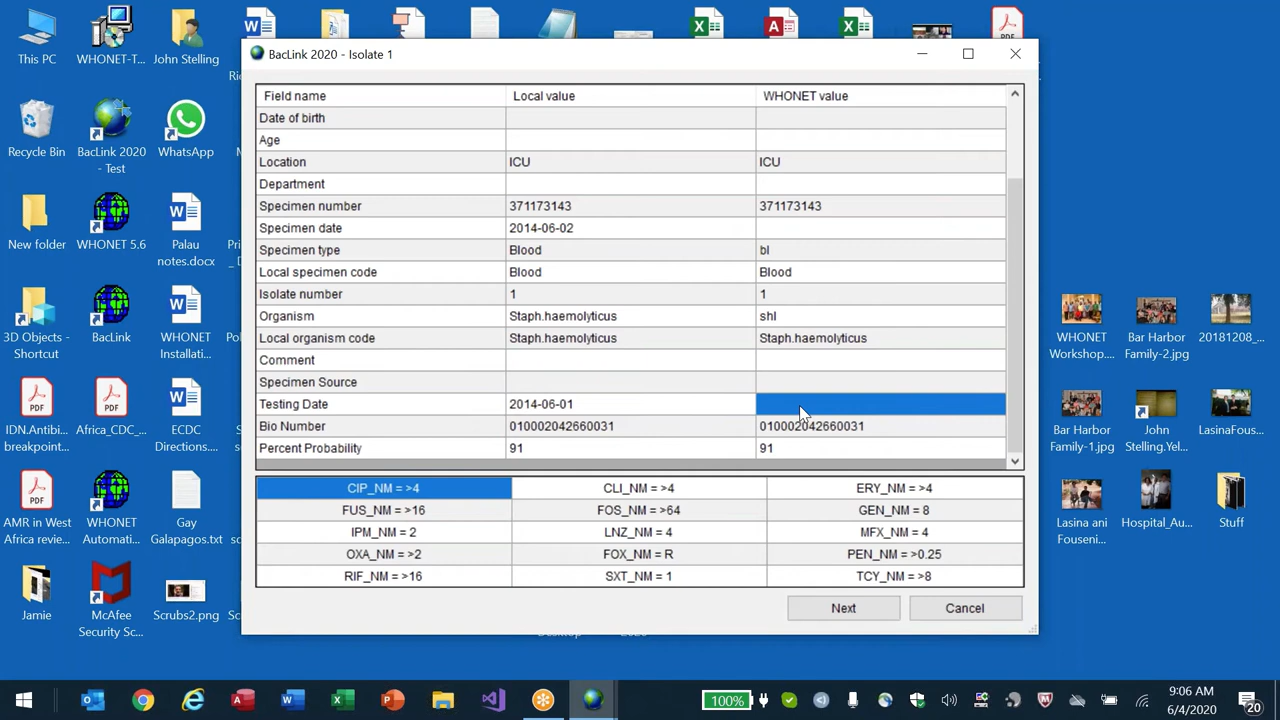 BacLink 2020 - Isolate 1
Field name Local value WHONET value
Date of birth
Age
Location ICU ICU
Department
Specimen number 371173143 371173143
Specimen date 2014-06-02
Specimen type Blood bl
Local specimen code Blood Blood
Isolate number 1 1
Organism Staph.haemolyticus shl
Local organism code Staph.haemolyticus Staph.haemolyticus
Comment
Specimen Source
Testing Date 2014-06-01
Bio Number 010002042660031 010002042660031
Percent Probability 91 91
CIP_NM = >4 CLI_NM = >4 ERY_NM = >4
FUS_NM = >16 FOS_NM = >64 GEN_NM = 8
IPM_NM = 2 LNZ_NM = 4 MFX_NM = 4
OXA_NM = >2 FOX_NM = R PEN_NM = >0.25
RIF_NM = >16 SXT_NM = 1 TCY_NM = >8
Next Cancel
This PC
WHONET-T...
John Stelling
Recycle Bin
BacLink 2020
- Test
WhatsApp
New folder
WHONET 5.6
Palau
notes.docx
3D Objects -
Shortcut
BacLink
WHONET
Installati...
IDN.Antibi...
breakpoint...
Africa_CDC_...
ECDC
Directions....
AMR in West
Africa revie...
WHONET
Automati...
Gay
Galapagos.txt
Jamie
McAfee
Security Sc...
Scrubs2.png
WHONET
Workshop....
Bar Harbor
Family-2.jpg
20181208_...
Bar Harbor
Family-1.jpg
John
Stelling.Yel...
LasinaFous...
Lasina ani
Fouseni...
Hospital_Au...
Stuff
PDF
PDF
PDF
PDF
100%
9:06 AM
6/4/2020
20